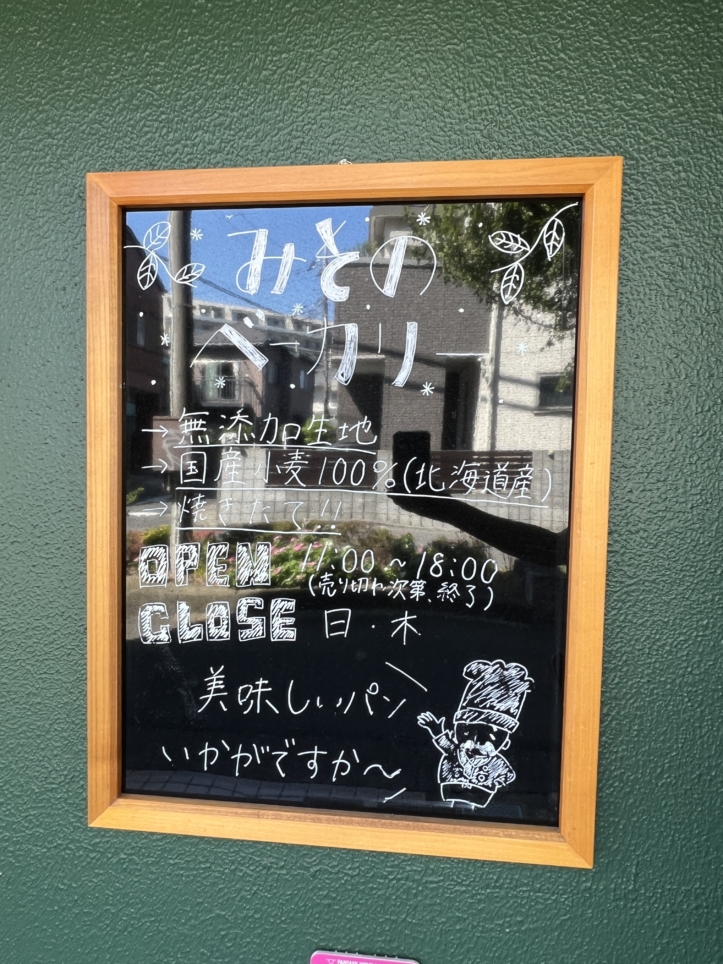 みその
ベーカリー
→ 無添加生地
→ 国産小麦100%(北海道産)
→ 焼きたて!!
OPEN 11:00~18:00
(売り切れ次第、終了)
CLOSE 日・木
美味しいパン
いかがですか〜